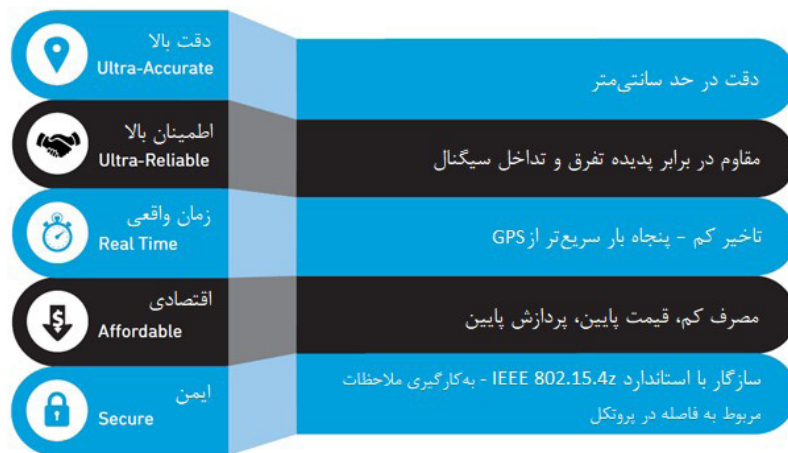 دقت بالا
Ultra-Accurate
دقت در حد سانتی‌متر
اطمینان بالا
Ultra-Reliable
مقاوم در برابر پدیده تفرق و تداخل سیگنال
زمان واقعی
Real Time
تاخیر کم - پنجاه بار سریع‌تر از GPS
اقتصادی
Affordable
مصرف کم، قیمت پایین، پردازش پایین
ایمن
Secure
سازگار با استاندارد IEEE 802.15.4z - به‌کارگیری ملاحظات
مربوط به فاصله در پروتکل